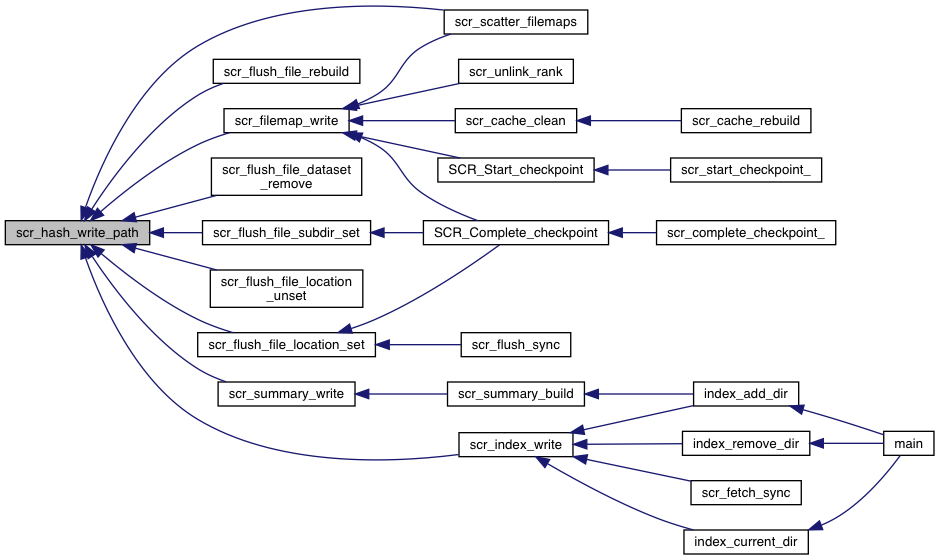 scr_scatter_filemaps
scr_flush_file_rebuild
scr_unlink_rank
scr_filemap_write
scr_cache_clean
scr_cache_rebuild
scr_flush_file_dataset
_remove
SCR_Start_checkpoint
scr_start_checkpoint_
scr_hash_write_path
scr_flush_file_subdir_set
SCR_Complete_checkpoint
scr_complete_checkpoint_
scr_flush_file_location
_unset
scr_flush_file_location_set
scr_flush_sync
scr_summary_write
scr_summary_build
index_add_dir
scr_index_write
index_remove_dir
main
scr_fetch_sync
index_current_dir